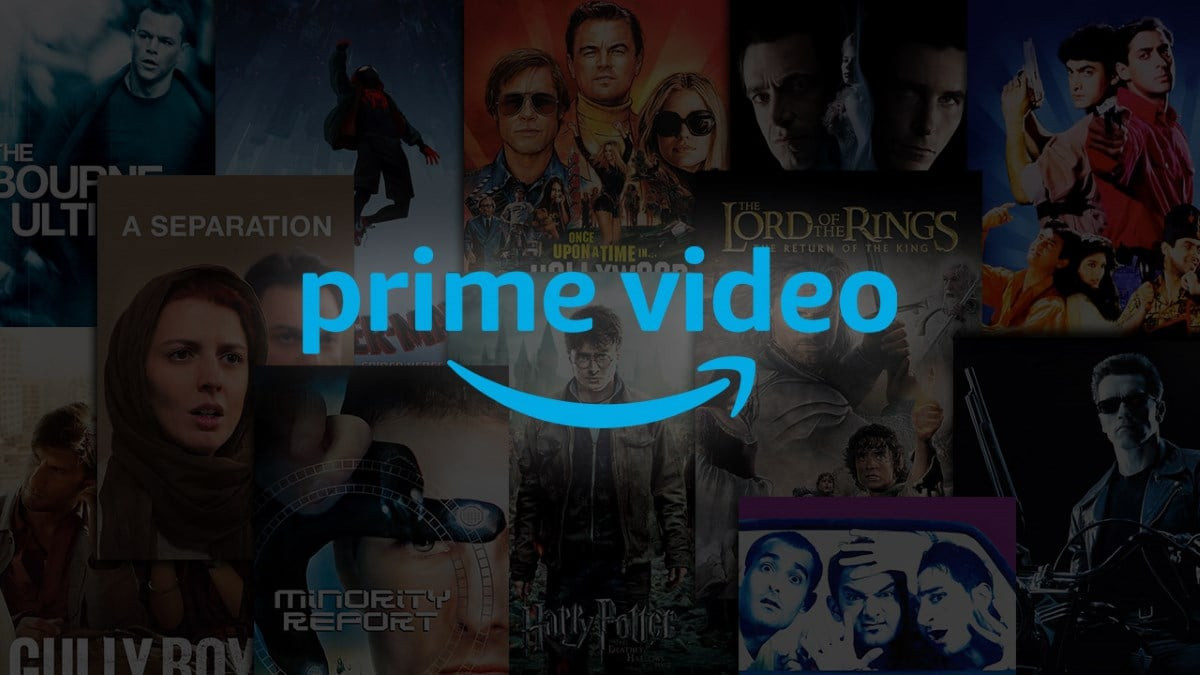 THE
BOURNE
ULTI
A SEPARATION
ONCE
UPON A TIME IN...
HOLLYWOOD
THE
LORD OF
THE RINGS
THE RETURN OF THE KING
prime video
MINORITY
REPORT
Harry Potter
GULLY BOY